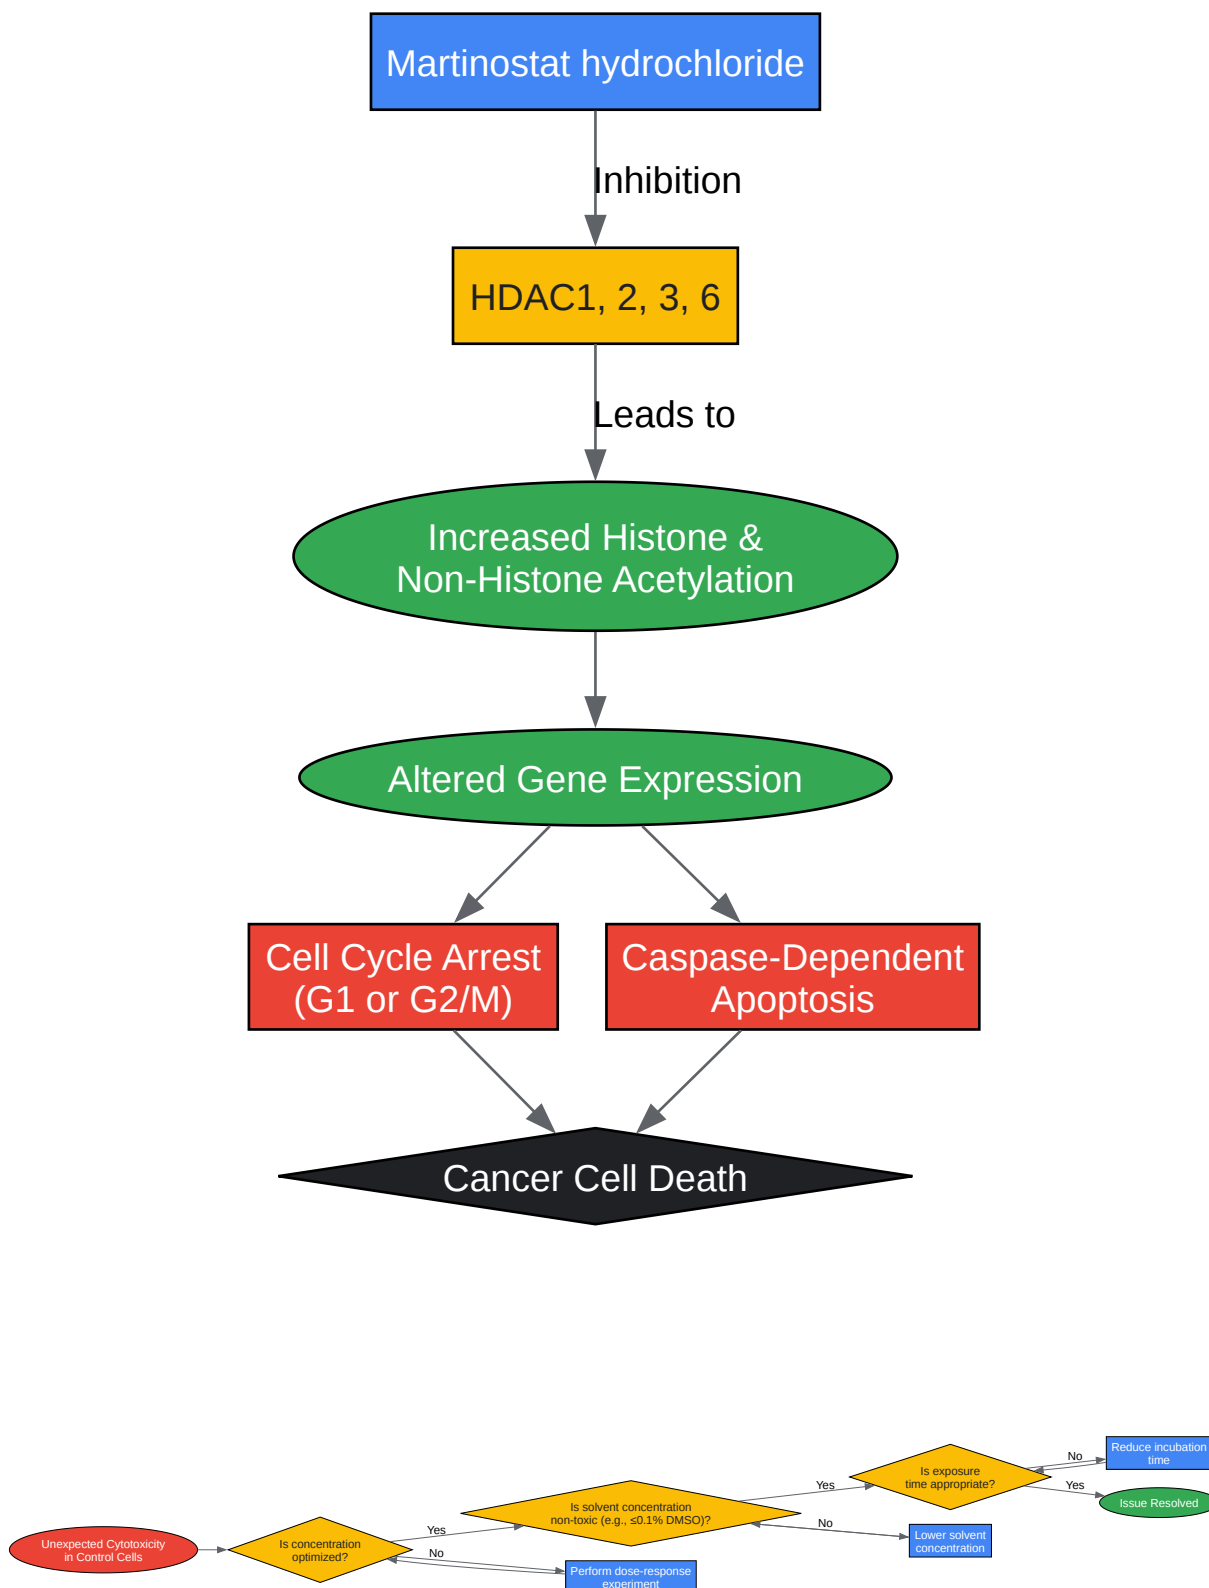 Martinostat hydrochloride
Inhibition
HDAC1, 2, 3, 6
Leads to
Increased Histone &
Non-Histone Acetylation
Altered Gene Expression
Cell Cycle Arrest
(G1 or G2/M)
Caspase-Dependent
Apoptosis
Cancer Cell Death
Unexpected Cytotoxicity
in Control Cells
Is concentration
optimized?
Yes
No
Perform dose-response
experiment
Is solvent concentration
non-toxic (e.g., ≤0.1% DMSO)?
Yes
No
Lower solvent
concentration
Is exposure
time appropriate?
No
Yes
Reduce incubation
time
Issue Resolved